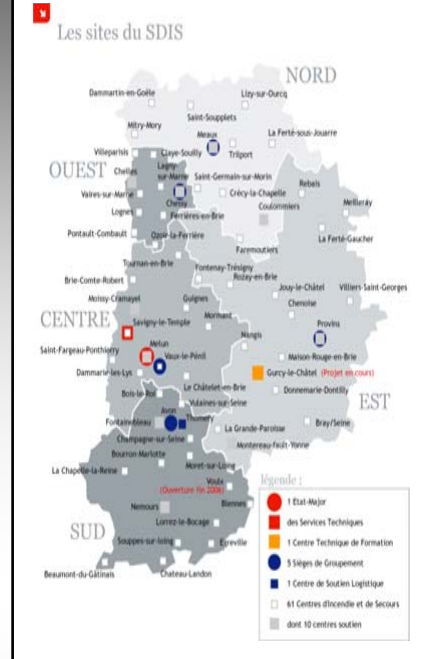 Les sites du SDIS
NORD
Dammartin-en-Goële
Lizy-sur-Ourcq
Saint-Soupplets
Mitry-Mory
Meaux
La Ferté-sous-Jouarre
Villeparisis
Claye-Souilly
Trilport
OUEST
Chelles
Lagny-
sur-Marne
Saint-Germain-sur-Morin
Vaires-sur-Marne
Chessy
Crécy-la-Chapelle
Rebais
Coulommiers
Meilleray
Lognes
Ferrières-en-Brie
Pontault-Combault
Ozoir-la-Ferrière
Faremoutiers
La Ferté-Gaucher
Tournan-en-Brie
Fontenay-Trésigny
Brie-Comte-Robert
Rozay-en-Brie
Jouy-le-Châtel
Villiers-Saint-Georges
Moissy-Cramayel
Guignes
Chenoise
CENTRE
Savigny-le-Temple
Mormant
Provins
Nangis
Saint-Fargeau-Ponthierry
Melun
Vaux-le-Pénil
Maison-Rouge-en-Brie
Dammarie-les-Lys
Gurcy-le-Châtel (Projet en cours)
Le Châtelet-en-Brie
Donnemarie-Dontilly
Bois-le-Roi
Vulaines-sur-Seine
EST
Avon
Fontainebleau
Thomery
La Grande-Paroisse
Bray/Seine
Champagne-sur-Seine
Montereau-fault-Yonne
Bourron-Marlotte
La Chapelle-la-Reine
Moret-sur-Loing
Voulx
(Ouverture fin 2006)
légende :
Nemours
Blennes
1 Etat-Major
Lorrez-le-Bocage
des Services Techniques
SUD
Souppes-sur-loing
Egreville
1 Centre Technique de Formation
5 Sièges de Groupement
Beaumont-du-Gâtinais
Chateau-Landon
1 Centre de Soutien Logistique
61 Centres d'Incendie et de Secours
dont 10 centres soutien